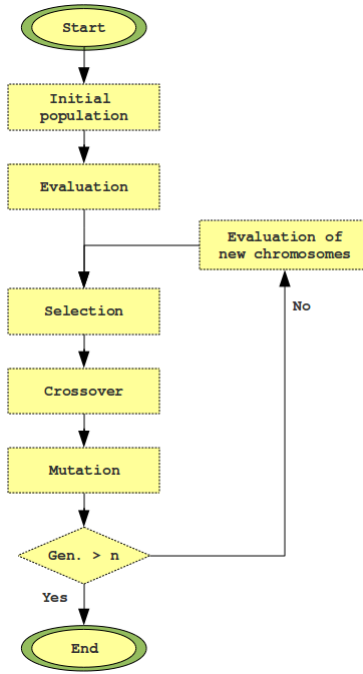 Start
Initial
population
Evaluation
Evaluation of
new chromosomes
No
Selection
Crossover
Mutation
Gen. > n
Yes
End